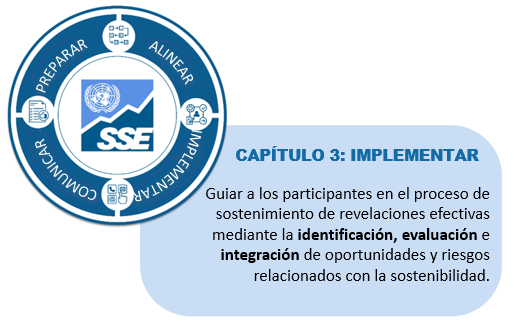 PREPARAR
ALINEAR
IMPLEMENTAR
COMUNICAR
SSE
CAPÍTULO 3: IMPLEMENTAR
Guiar a los participantes en el proceso de
sostenimiento de revelaciones efectivas
mediante la identificación, evaluación e
integración de oportunidades y riesgos
relacionados con la sostenibilidad.